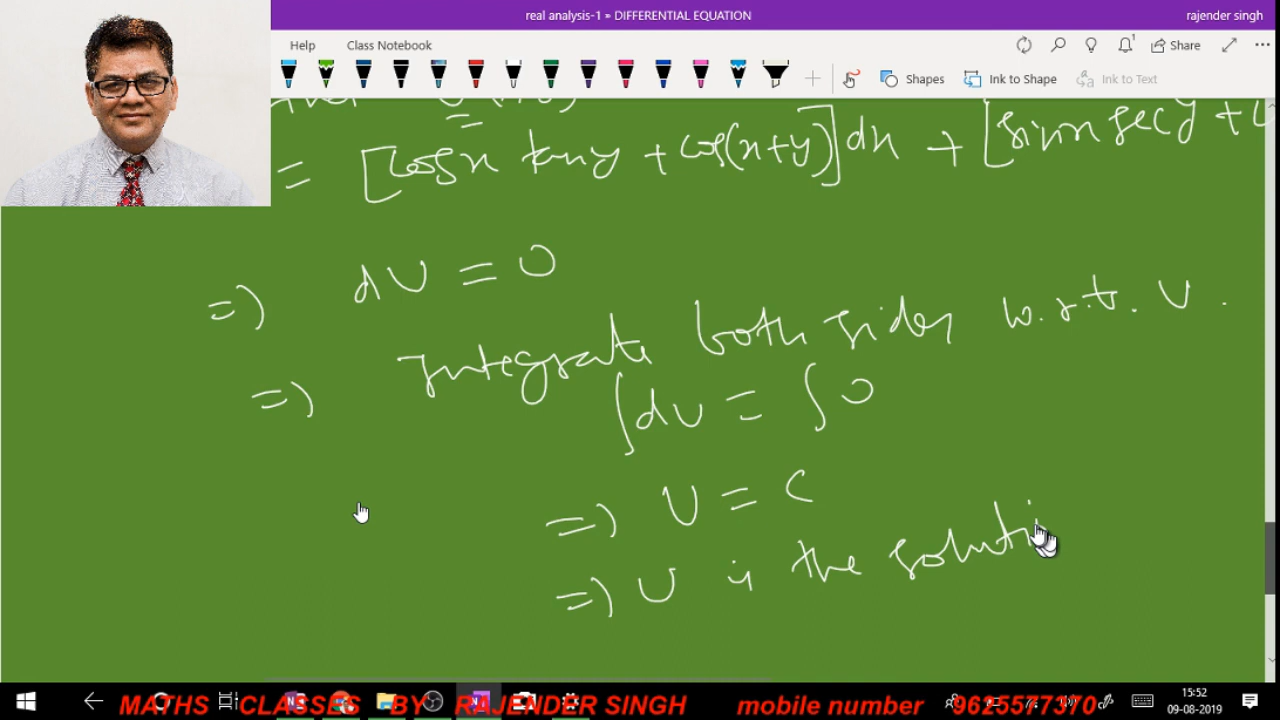 real analysis-1 » DIFFERENTIAL EQUATION
rajender singh
Help Class Notebook
Share
Shapes Ink to Shape Ink to Text
= [cosx tany + cos(x+y)]dx + [sinx secy +
=) dU = 0
=) Integrate both sides w.r.t. U.
∫dU = ∫0
=) U = C
=) U is the soluti
15:52
09-08-2019
MATHS CLASSES BY RAJENDER SINGH mobile number 9625577370